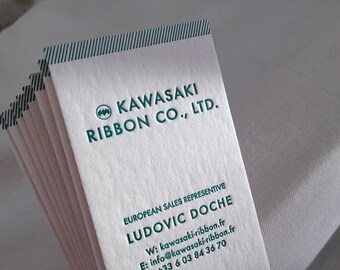 KAWASAKI
RIBBON CO., LTD.
EUROPEAN SALES REPRESENTIVE
LUDOVIC DOCHE
W: kawasaki-ribbon.fr
E: info@kawasaki-ribbon.fr
+33 6 03 84 36 70